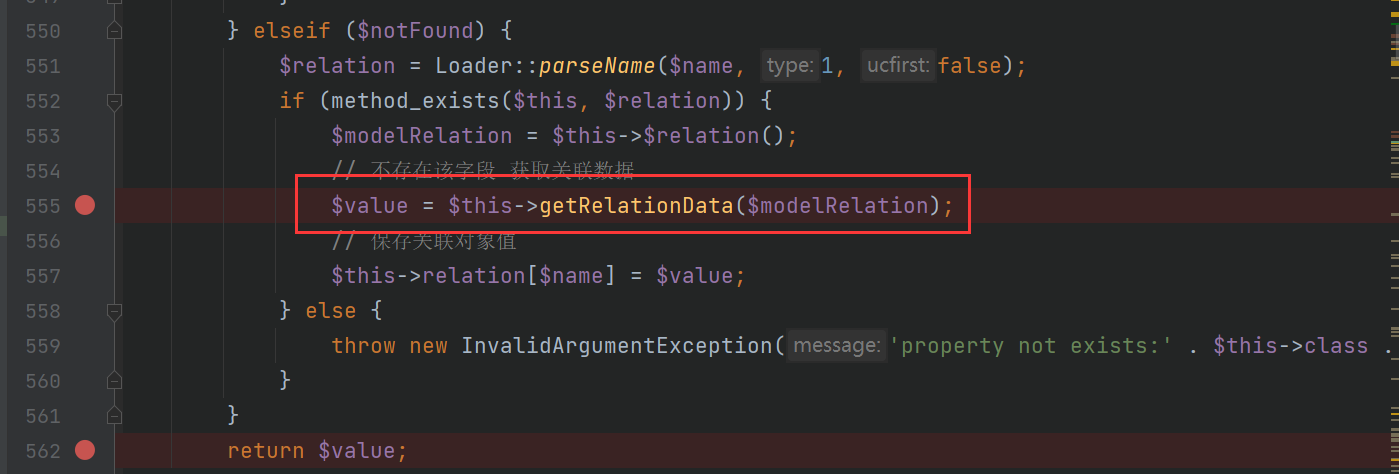 550 } elseif ($notFound) {
551 $relation = Loader::parseName($name, type: 1, ucfirst: false);
552 if (method_exists($this, $relation)) {
553 $modelRelation = $this->$relation();
554 // 不存在该字段 获取关联数据
555 $value = $this->getRelationData($modelRelation);
556 // 保存关联对象值
557 $this->relation[$name] = $value;
558 } else {
559 throw new InvalidArgumentException( message: 'property not exists:' . $this->class .
560 }
561 }
562 return $value;